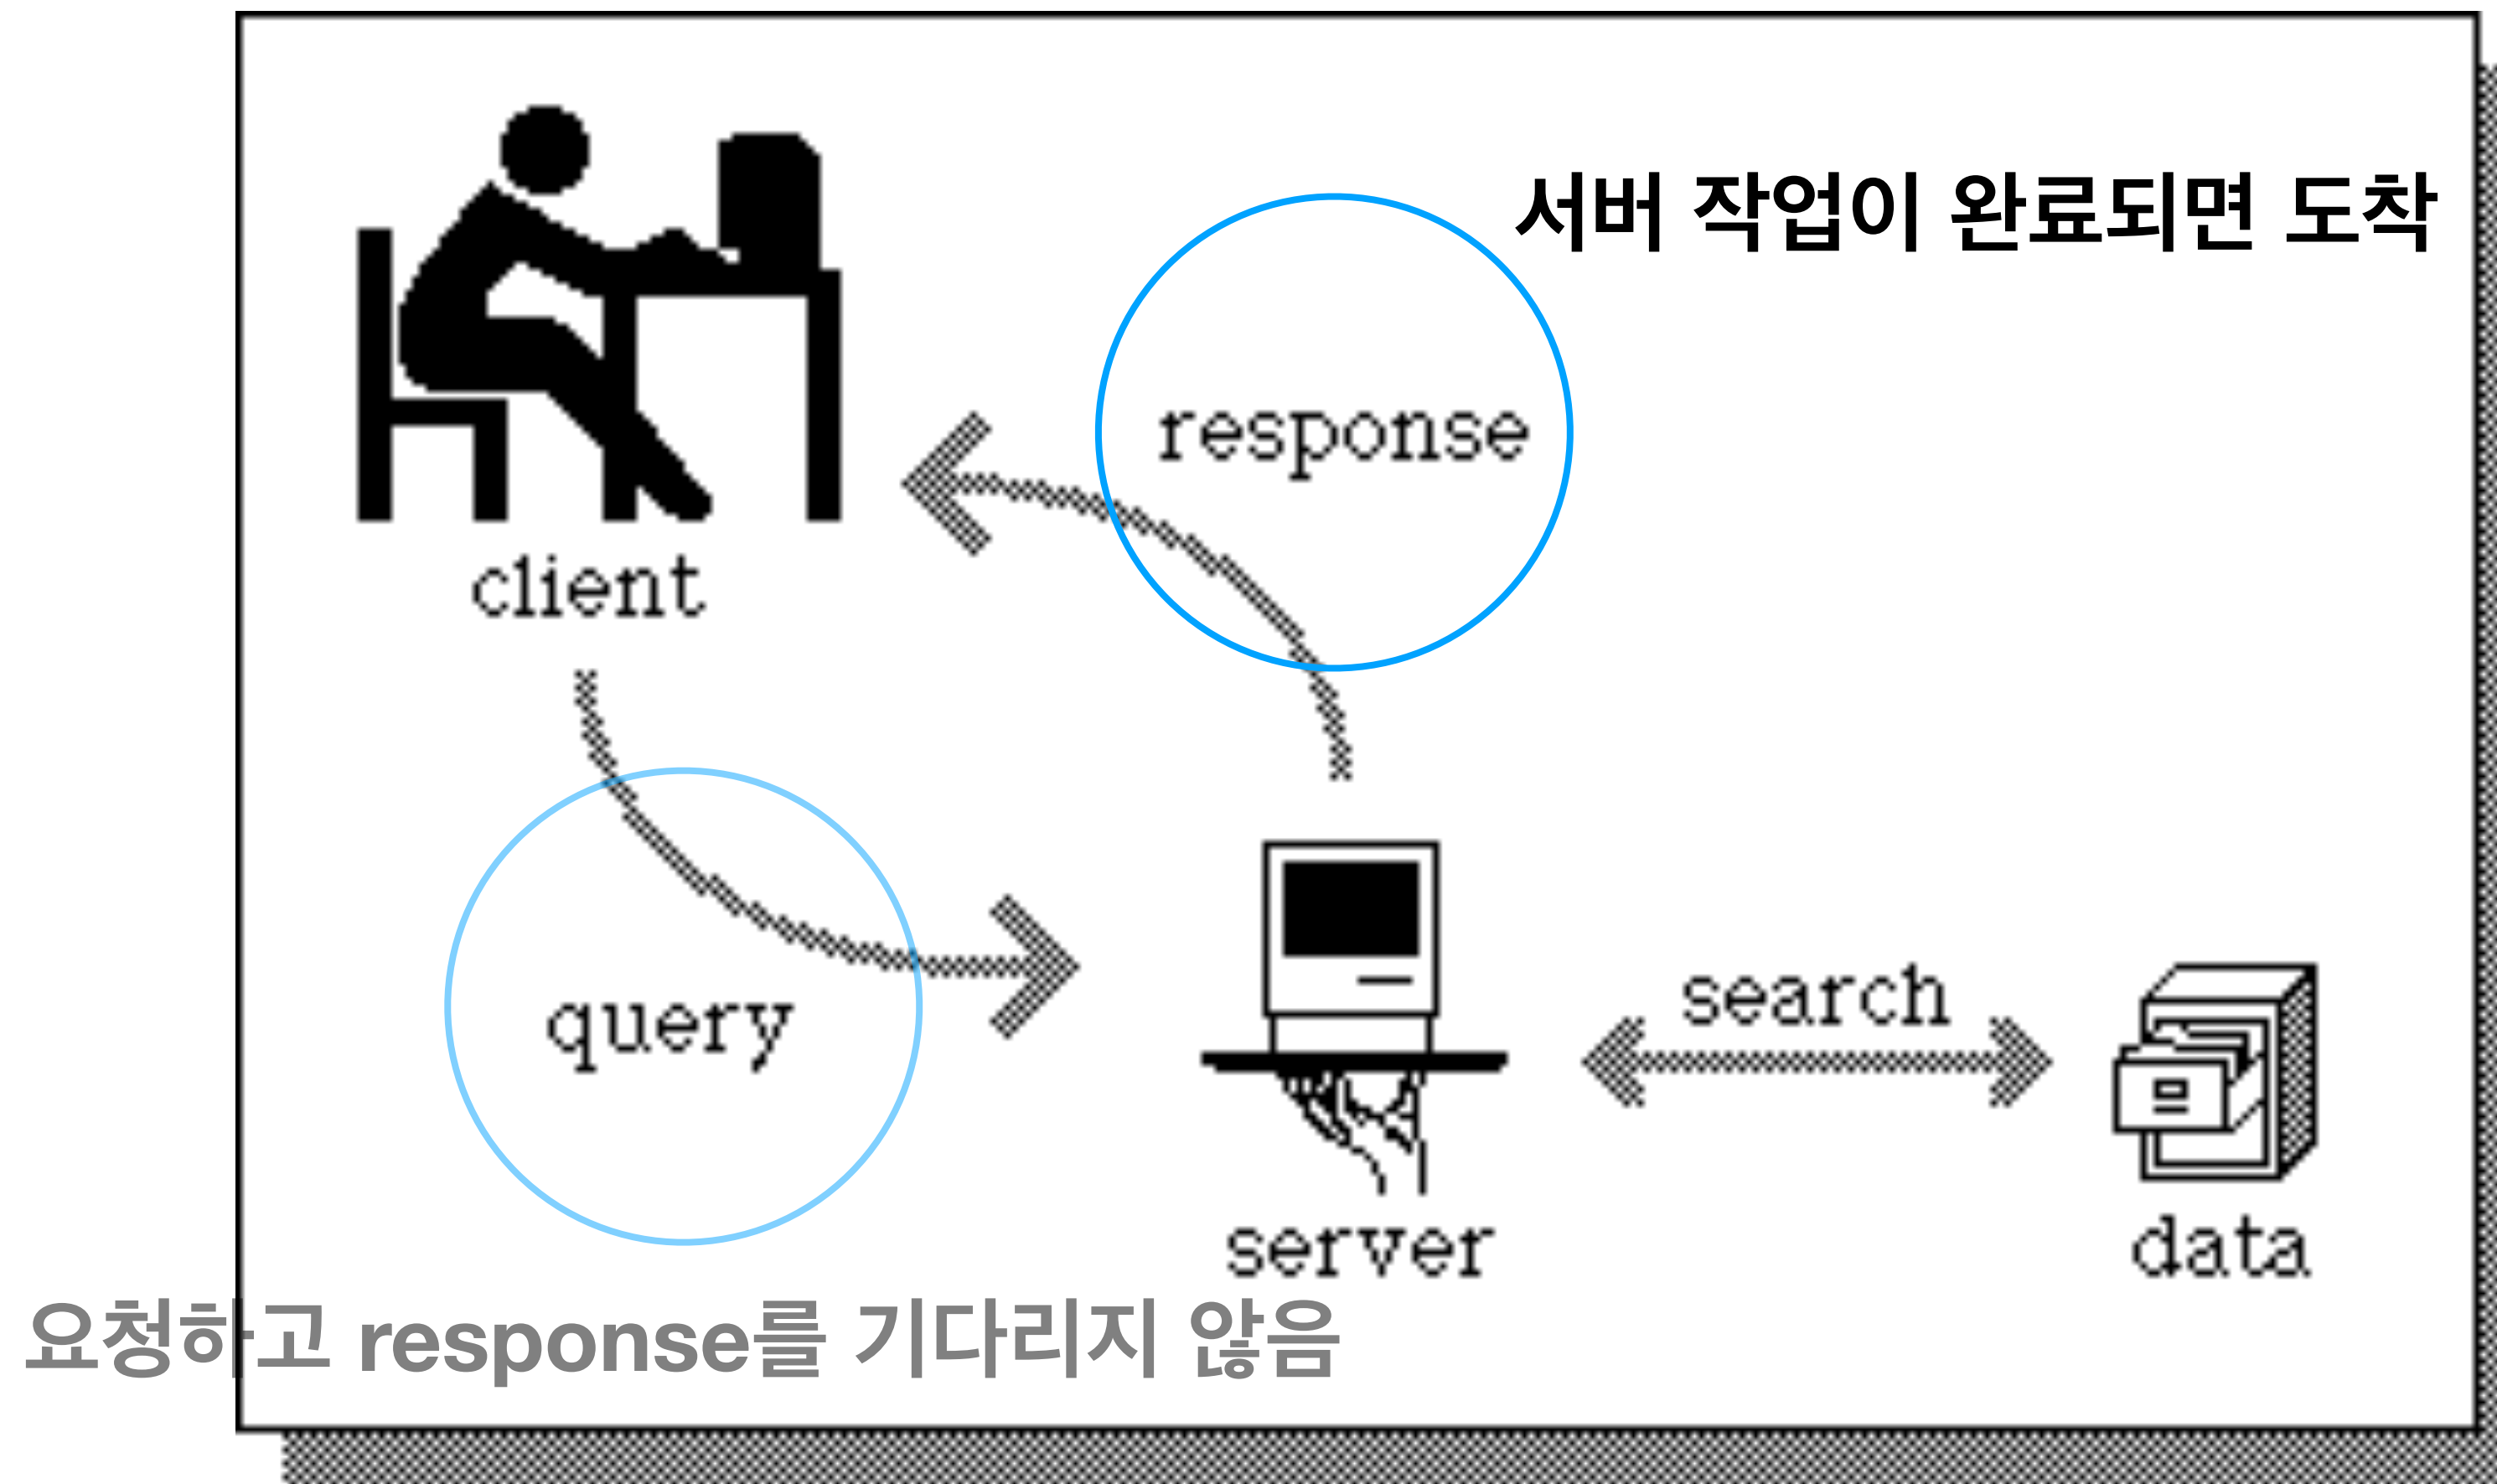 서버 작업이 완료되면 도착
response
client
query
search
server
data
요청하고 response를 기다리지 않음